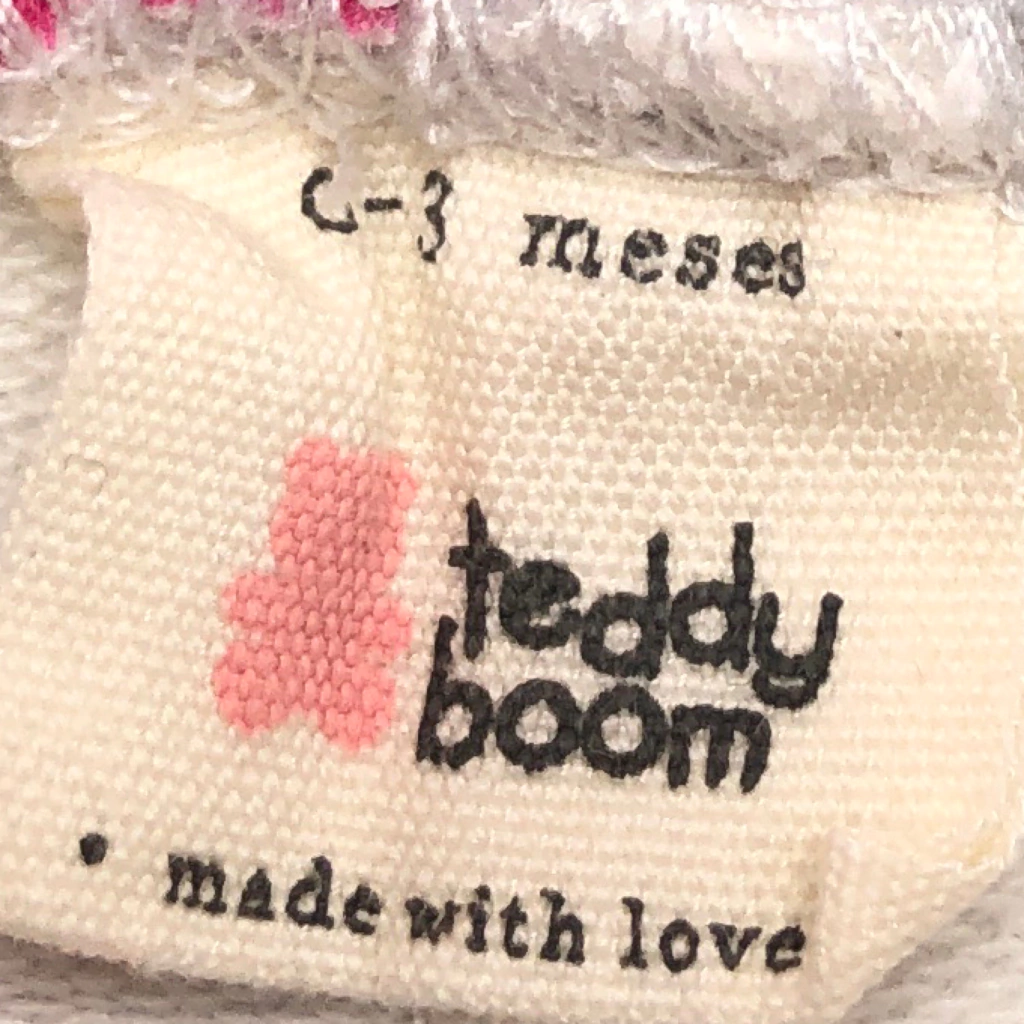 0-3 meses
teddy
boom
• made with love